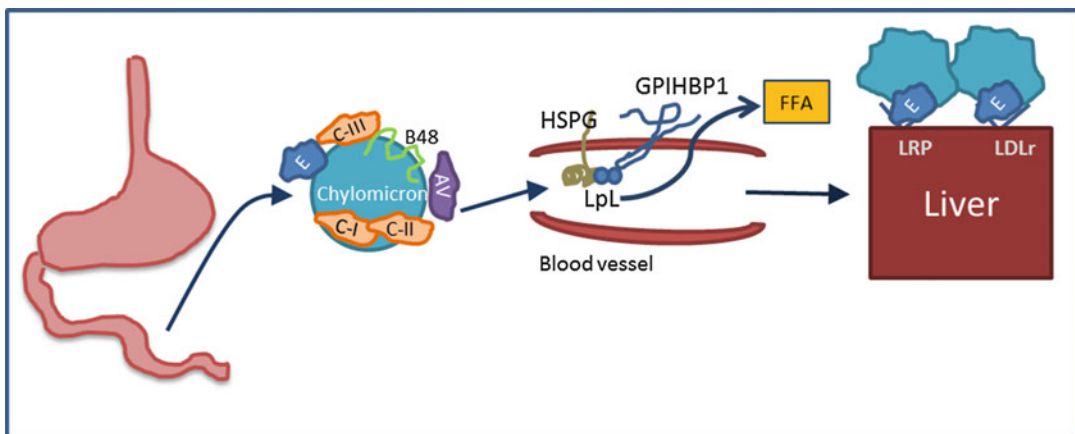 E
C-III
B48
Chylomicron
AV
C-I
C-II
HSPG
GPIHBP1
LpL
Blood vessel
FFA
E
E
LRP
LDLr
Liver